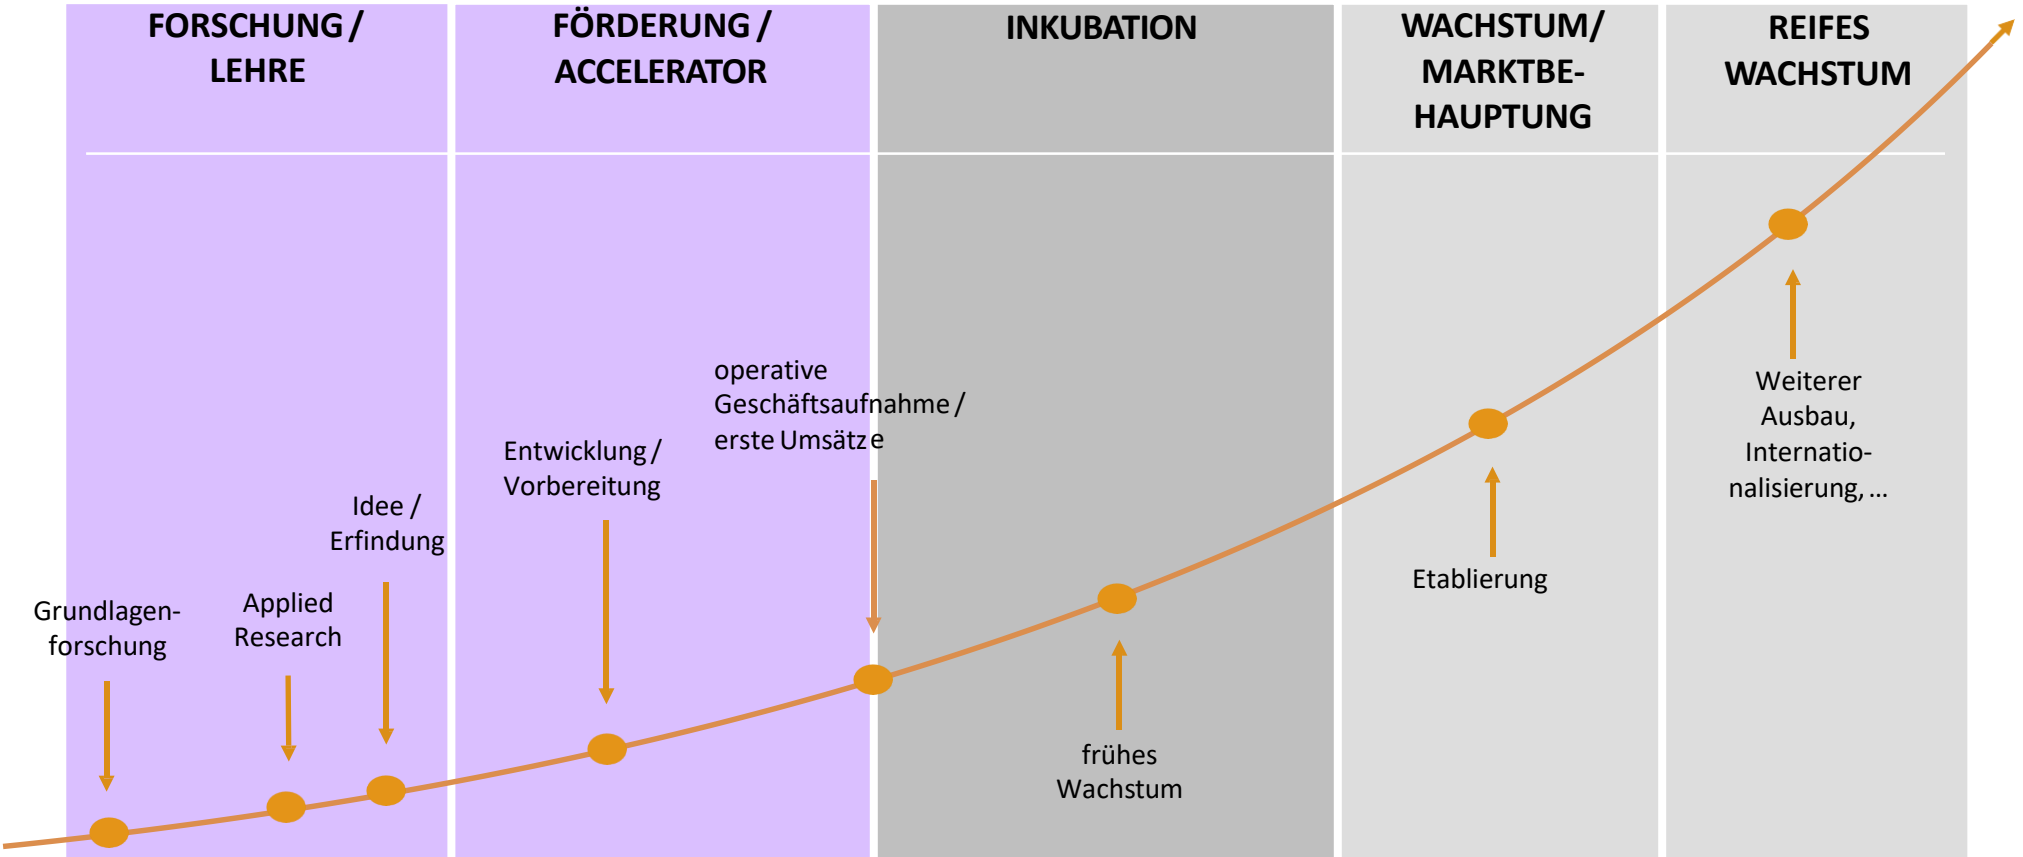 FORSCHUNG /
LEHRE
FÖRDERUNG /
ACCELERATOR
INKUBATION
WACHSTUM/
MARKTBE-
HAUPTUNG
REIFES
WACHSTUM
Grundlagen-
forschung
Applied
Research
Idee /
Erfindung
Entwicklung /
Vorbereitung
operative
Geschäftsaufnahme /
erste Umsätze
frühes
Wachstum
Etablierung
Weiterer
Ausbau,
Internatio-
nalisierung, ...